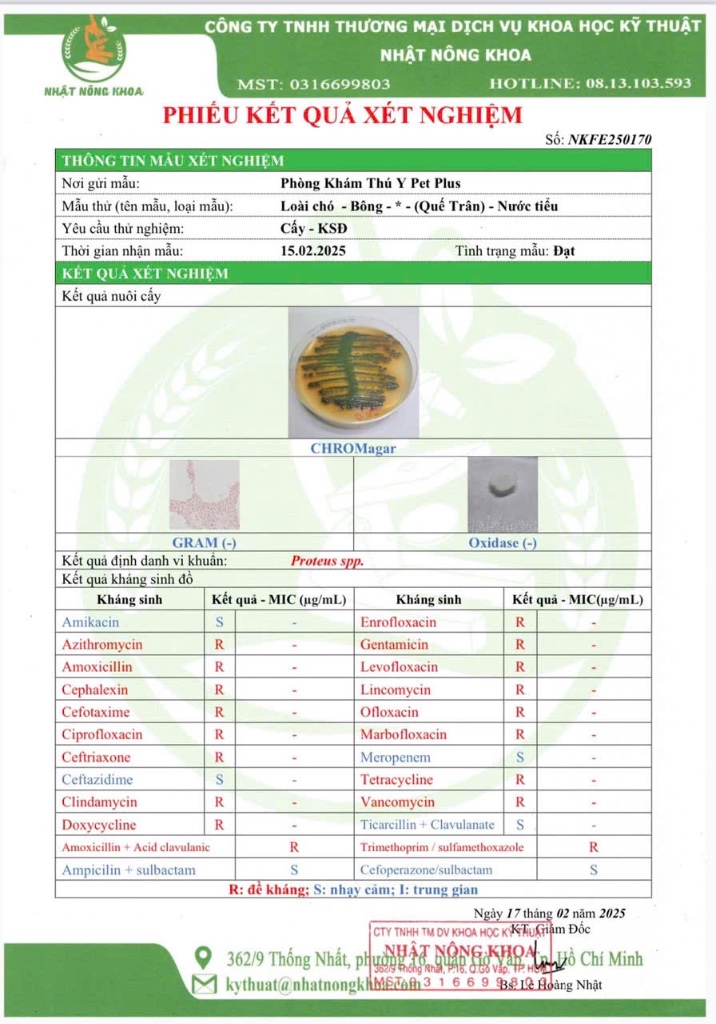 CÔNG TY TNHH THƯƠNG MẠI DỊCH VỤ KHOA HỌC KỸ THUẬT
NHẬT NÔNG KHOA
NHẬT NÔNG KHOA
MST: 0316699803 HOTLINE: 08.13.103.593
PHIẾU KẾT QUẢ XÉT NGHIỆM
Số: NKFE250170
THÔNG TIN MẪU XÉT NGHIỆM
Nơi gửi mẫu: Phòng Khám Thú Y Pet Plus
Mẫu thử (tên mẫu, loại mẫu): Loài chó - Bông - * - (Quế Trân) - Nước tiểu
Yêu cầu thử nghiệm: Cấy - KSĐ
Thời gian nhận mẫu: 15.02.2025 Tình trạng mẫu: Đạt
KẾT QUẢ XÉT NGHIỆM
Kết quả nuôi cấy
CHROMagar
GRAM (-) Oxidase (-)
Kết quả định danh vi khuẩn: Proteus spp.
Kết quả kháng sinh đồ
Kháng sinh Kết quả - MIC (µg/mL) Kháng sinh Kết quả - MIC(µg/mL)
Amikacin S - Enrofloxacin R -
Azithromycin R - Gentamicin R -
Amoxicillin R - Levofloxacin R -
Cephalexin R - Lincomycin R -
Cefotaxime R - Ofloxacin R -
Ciprofloxacin R - Marbofloxacin R -
Ceftriaxone R - Meropenem S -
Ceftazidime S - Tetracycline R -
Clindamycin R - Vancomycin R -
Doxycycline R - Ticarcillin + Clavulanate S -
Amoxicillin + Acid clavulanic R Trimethoprim / sulfamethoxazole R
Ampicilin + sulbactam S Cefoperazone/sulbactam S
R: đề kháng; S: nhạy cảm; I: trung gian
Ngày 17 tháng 02 năm 2025
KT. Giám Đốc
CTY TNHH TM DV KHOA HỌC KỸ THUẬT
NHẬT NÔNG KHOA
362/9 Thống Nhất, phường 16, quận Gò Vấp, Tp. Hồ Chí Minh
362/9 Thống Nhất, P.16, Q.Gò Vấp, TP. HCM
kythuat@nhatnongkhoa.com
Bs. Lê Hoàng Nhật